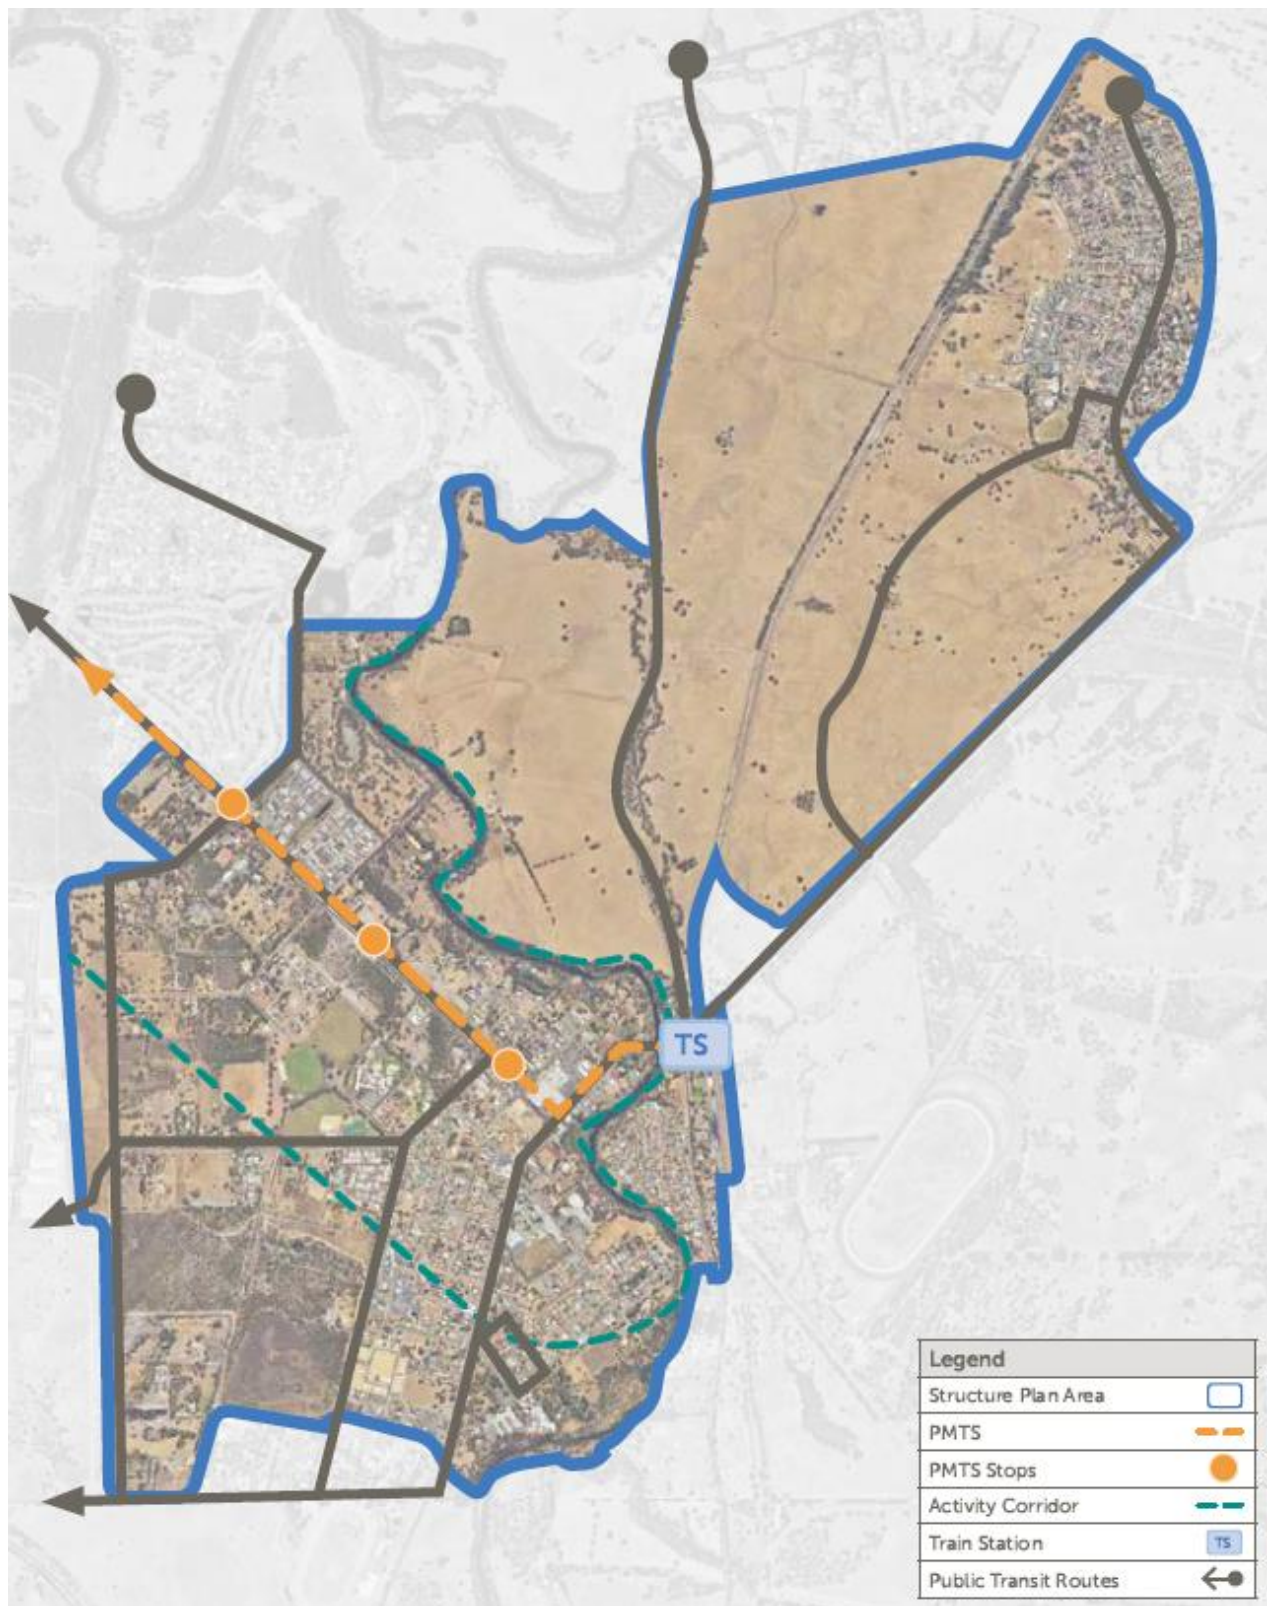 TS
Legend
Structure Plan Area
PMTS
PMTS Stops
Activity Corridor
Train Station TS
Public Transit Routes